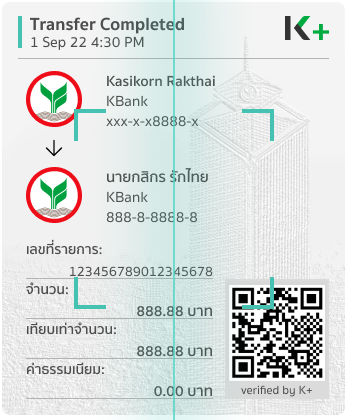 Transfer Completed
1 Sep 22 4:30 PM
K+
Kasikorn Rakthai
KBank
xxx-x-x8888-x
นายกสิกร รักไทย
KBank
888-8-8888-8
เลขที่รายการ:
123456789012345678
จำนวน:
888.88 บาท
เทียบเท่าจำนวน:
888.88 บาท
ค่าธรรมเนียม:
0.00 บาท
verified by K+